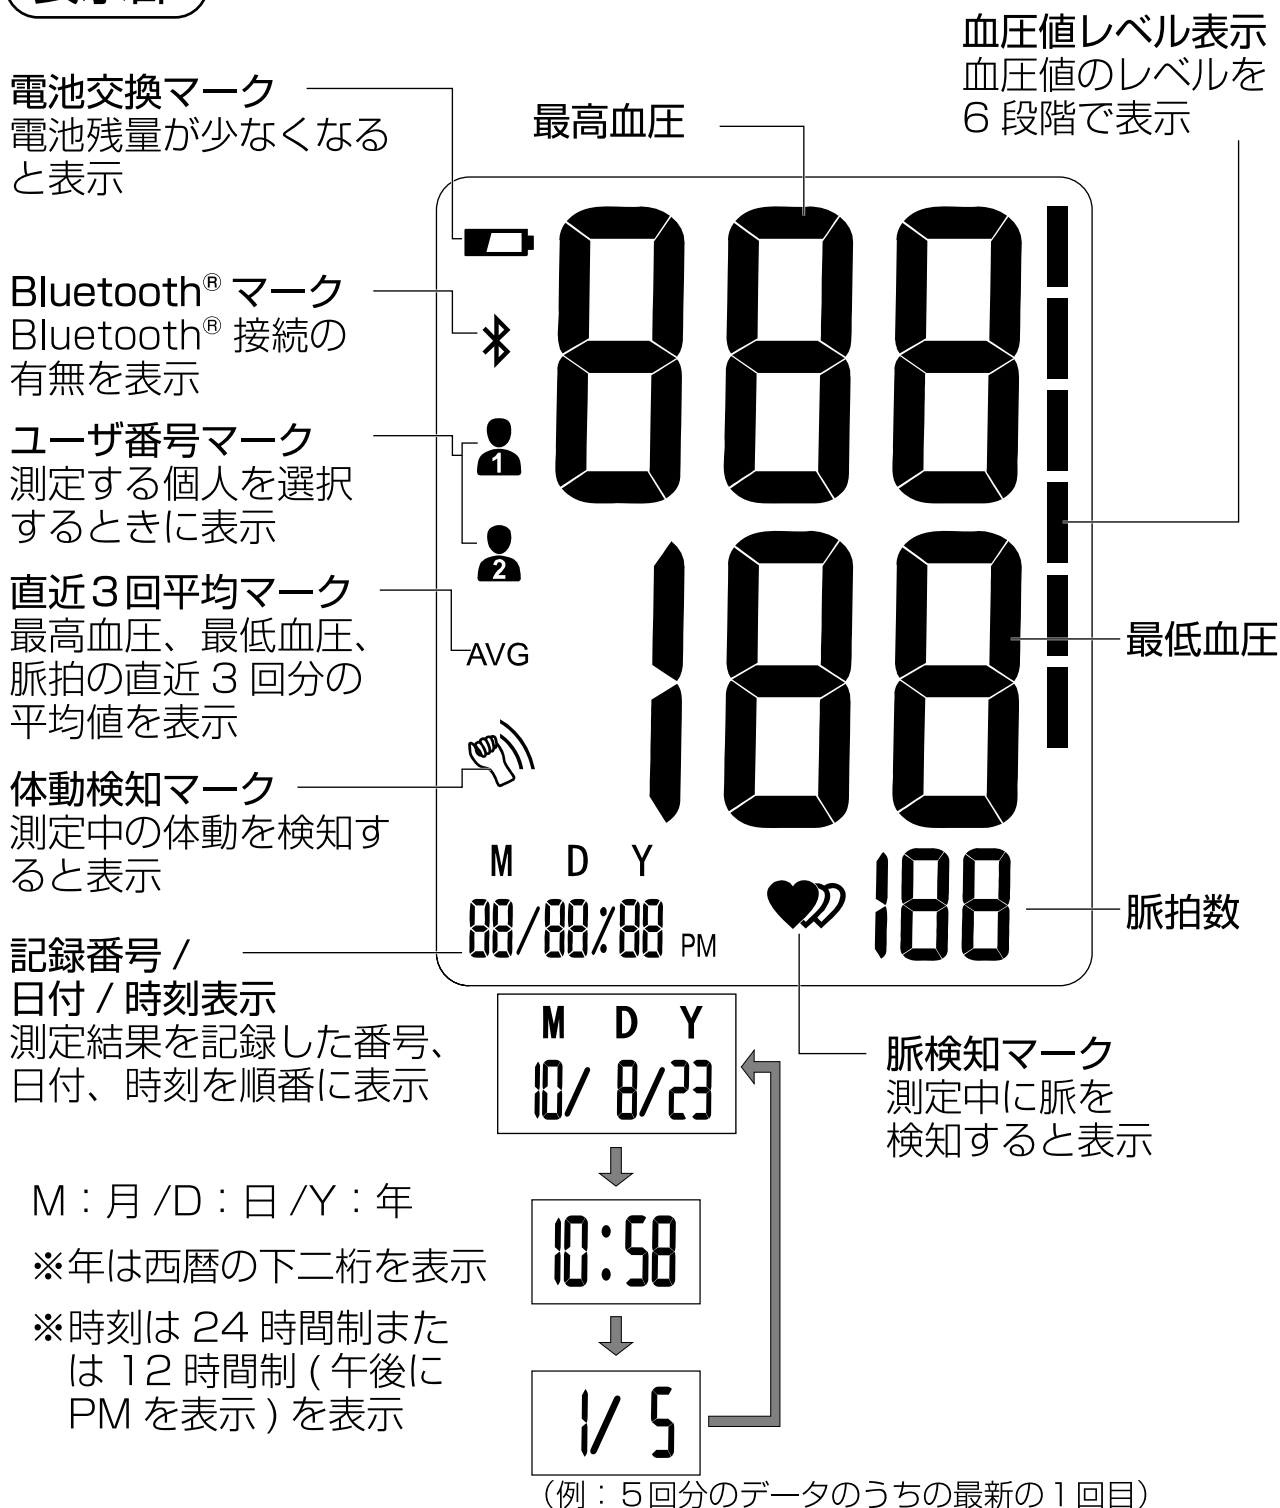 血圧値レベル表示
血圧値のレベルを
6 段階で表示
電池交換マーク
電池残量が少なくなる
と表示
最高血圧
Bluetooth® マーク
Bluetooth® 接続の
有無を表示
ユーザ番号マーク
測定する個人を選択
するときに表示
直近3回平均マーク
最高血圧、最低血圧、
脈拍の直近 3 回分の
平均値を表示
体動検知マーク
測定中の体動を検知す
ると表示
記録番号 /
日付 / 時刻表示
測定結果を記録した番号、
日付、時刻を順番に表示
888
1
2
AVG
188
最低血圧
M D Y
88/88:88 PM
188
脈拍数
脈検知マーク
測定中に脈を
検知すると表示
M D Y
10/ 8/23
10:58
1/ 5
M：月 /D：日 /Y：年
※年は西暦の下二桁を表示
※時刻は 24 時間制また
は 12 時間制 ( 午後に
PM を表示 ) を表示
（例：5回分のデータのうちの最新の1回目）